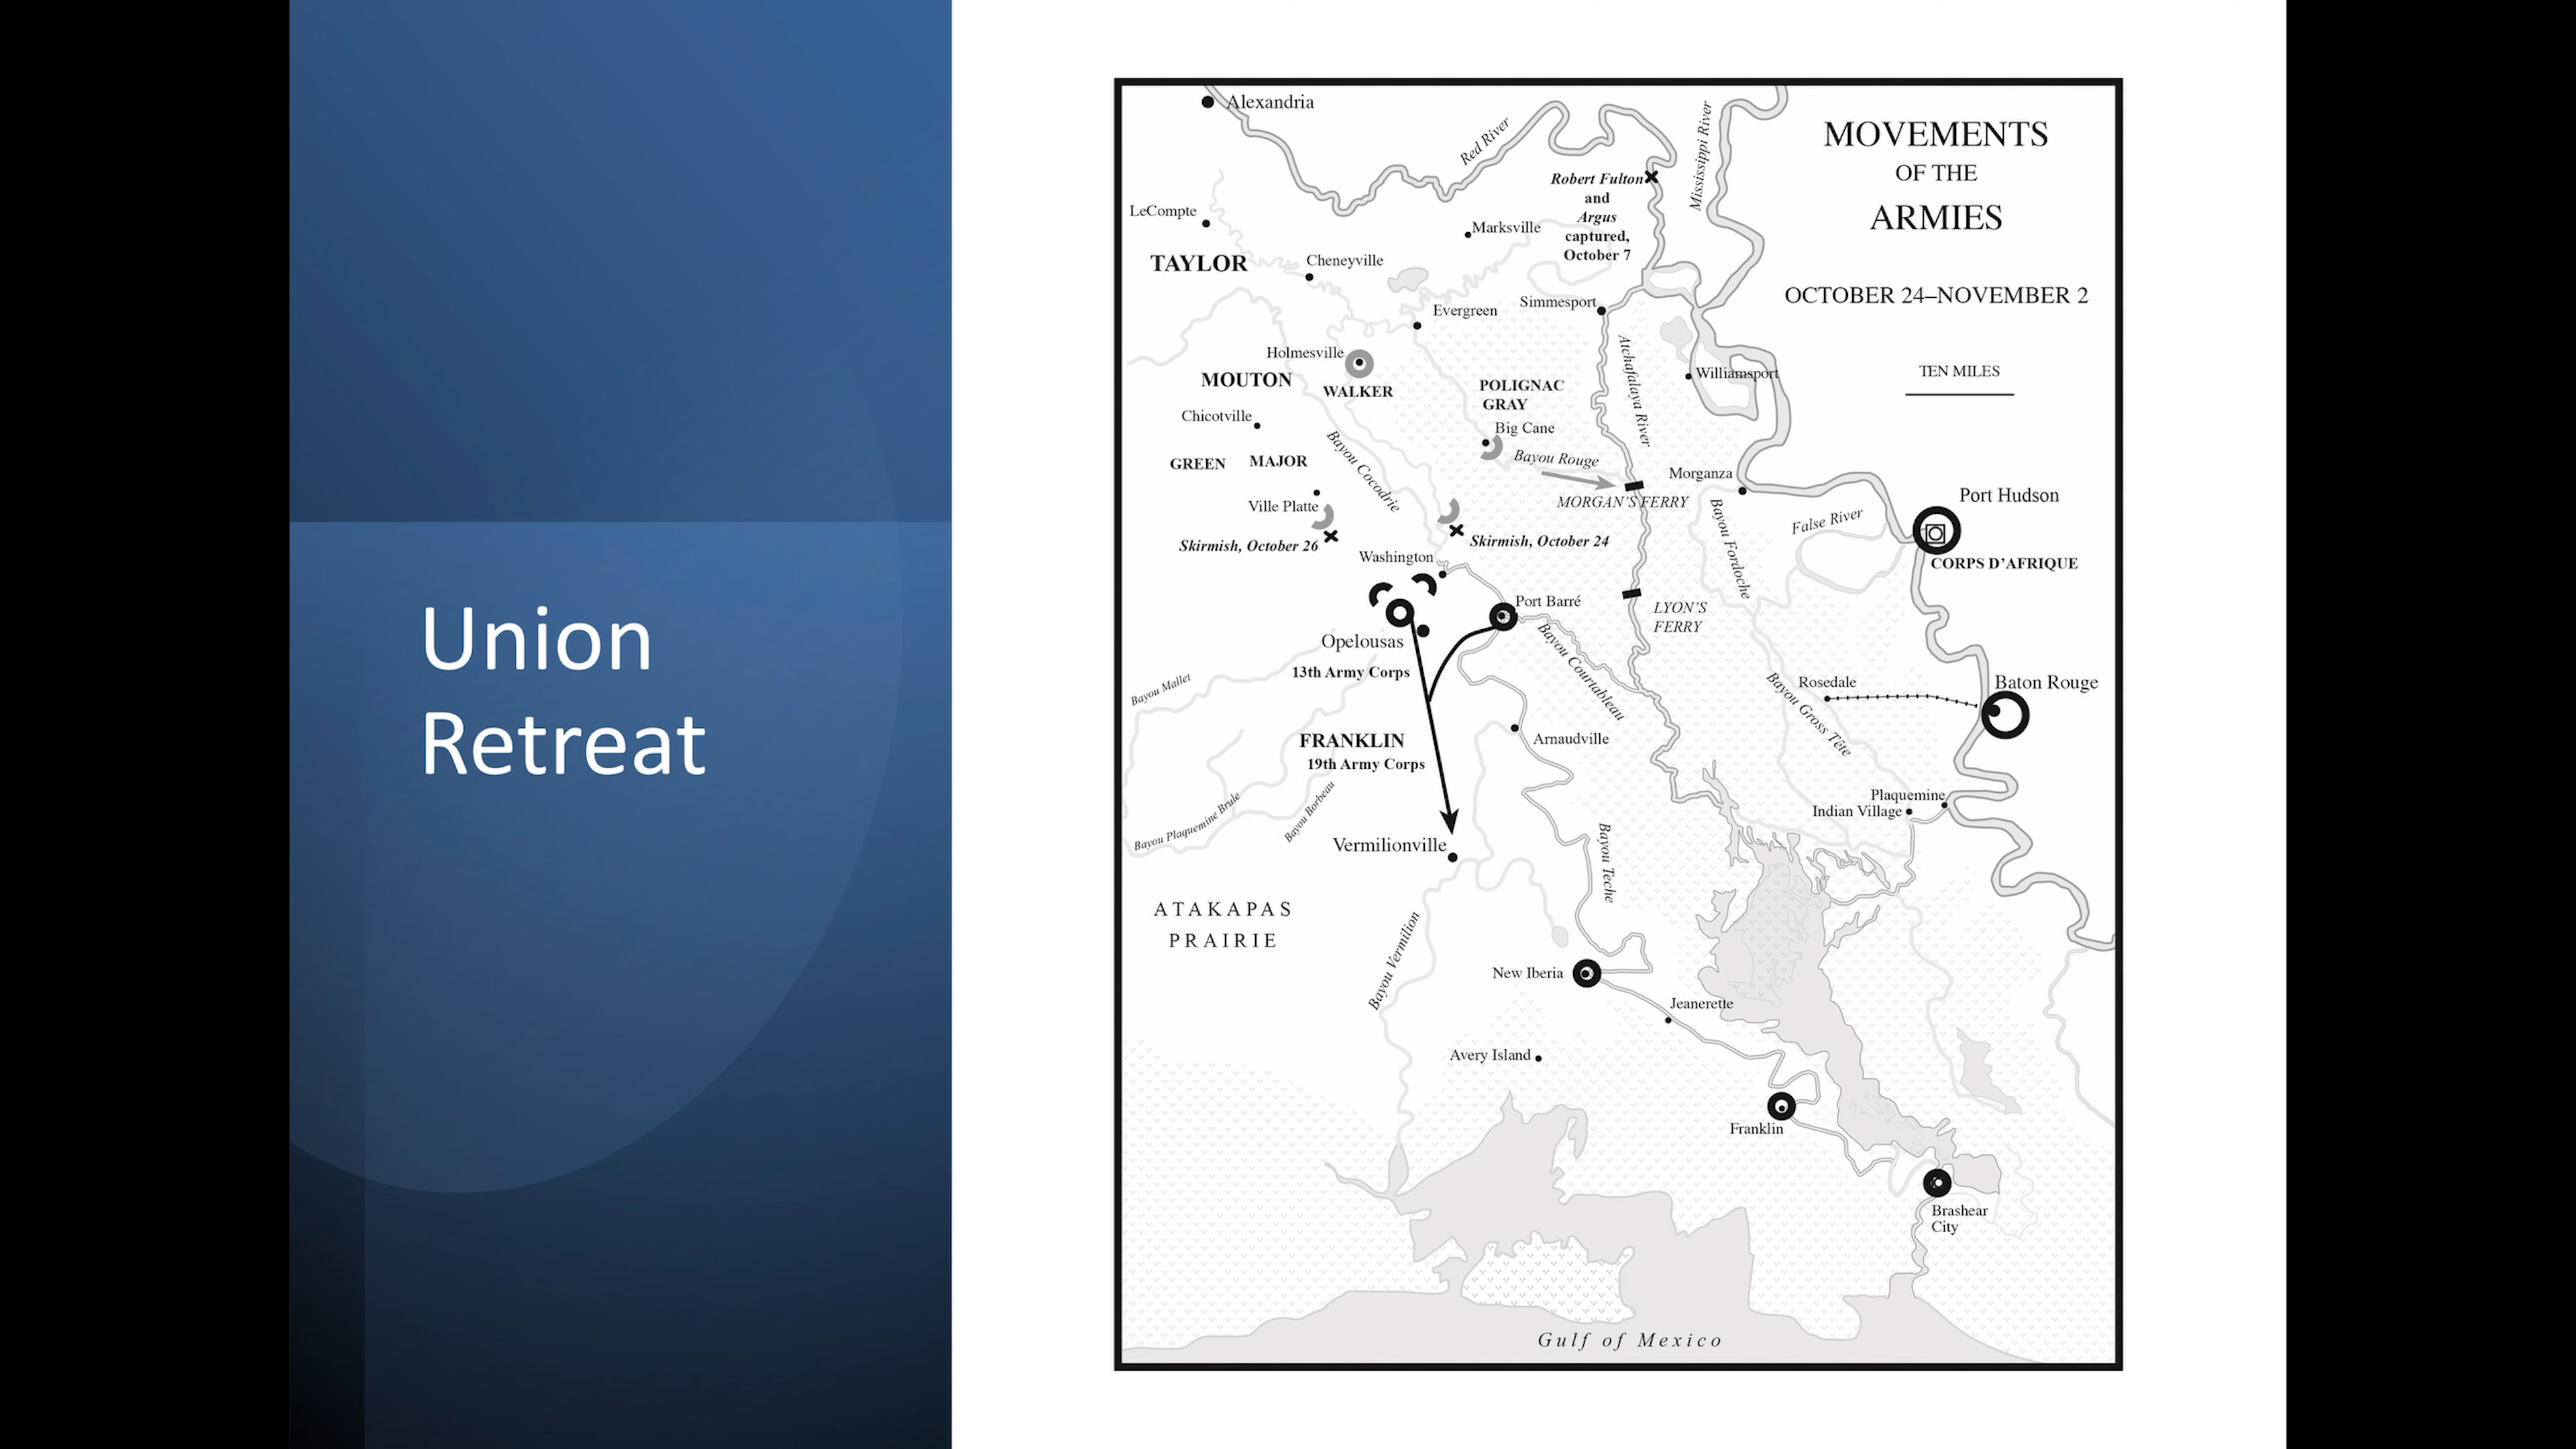 Union
Retreat
MOVEMENTS
OF THE
ARMIES
OCTOBER 24–NOVEMBER 2
TEN MILES
Alexandria
Red River
Mississippi River
Robert Fulton
and
Argus
captured,
October 7
LeCompte
Marksville
TAYLOR
Cheneyville
Simmesport
Evergreen
Holmesville
MOUTON
WALKER
Atchafalaya River
Williamsport
POLIGNAC
GRAY
Chicotville
Big Cane
Bayou Cocodrie
Bayou Rouge
GREEN
MAJOR
Morganza
MORGAN'S FERRY
Ville Platte
Port Hudson
False River
Bayou Fordoche
Skirmish, October 26
Skirmish, October 24
CORPS D'AFRIQUE
Washington
Port Barré
LYON'S
FERRY
Opelousas
13th Army Corps
Bayou Courtableau
Bayou Mallet
Rosedale
Baton Rouge
Bayou Gross Tête
FRANKLIN
19th Army Corps
Arnaudville
Plaquemine
Indian Village
Bayou Plaquemine Brule
Bayou Borbeau
Vermilionville
Bayou Teche
ATAKAPAS
PRAIRIE
Bayou Vermilion
New Iberia
Jeanerette
Avery Island
Franklin
Brashear
City
Gulf of Mexico